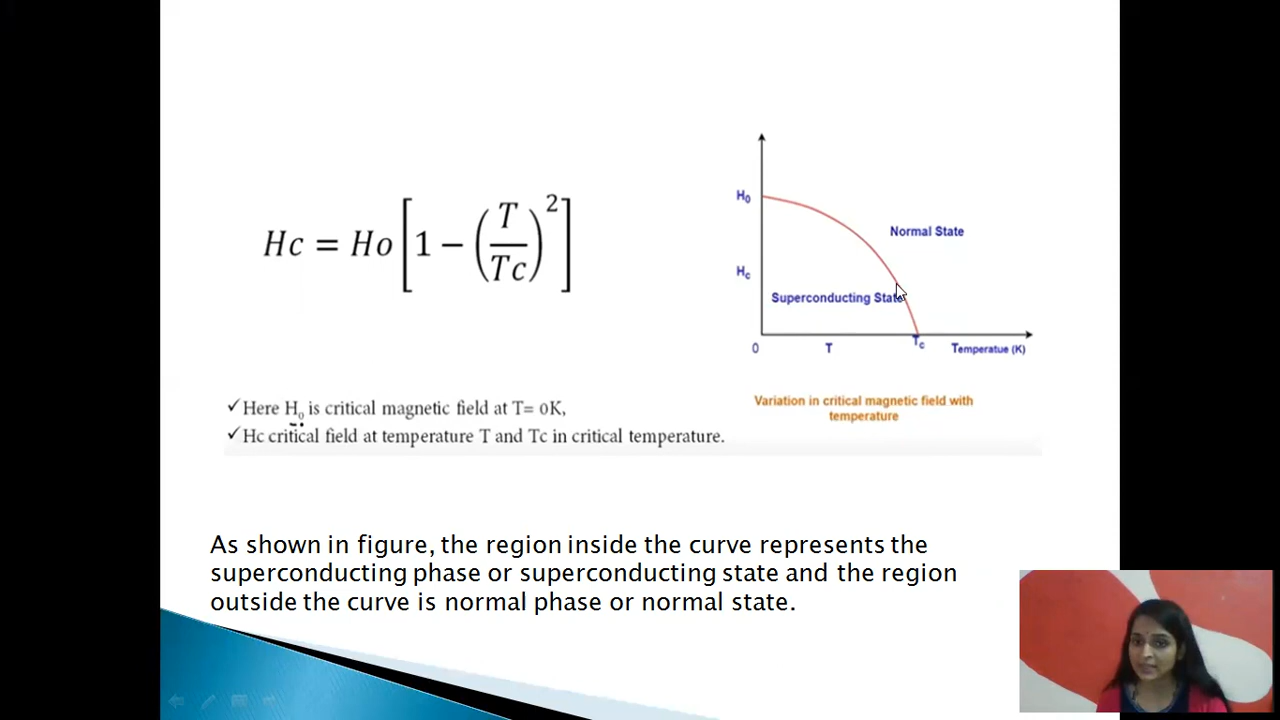 Hc = Ho [1 − (T/Tc)²]
H₀
Normal State
Hc
Superconducting State
0
T
Tc
Temperatue (K)
Variation in critical magnetic field with
temperature
✓Here H₀ is critical magnetic field at T= 0K,
✓Hc critical field at temperature T and Tc in critical temperature.
As shown in figure, the region inside the curve represents the
superconducting phase or superconducting state and the region
outside the curve is normal phase or normal state.